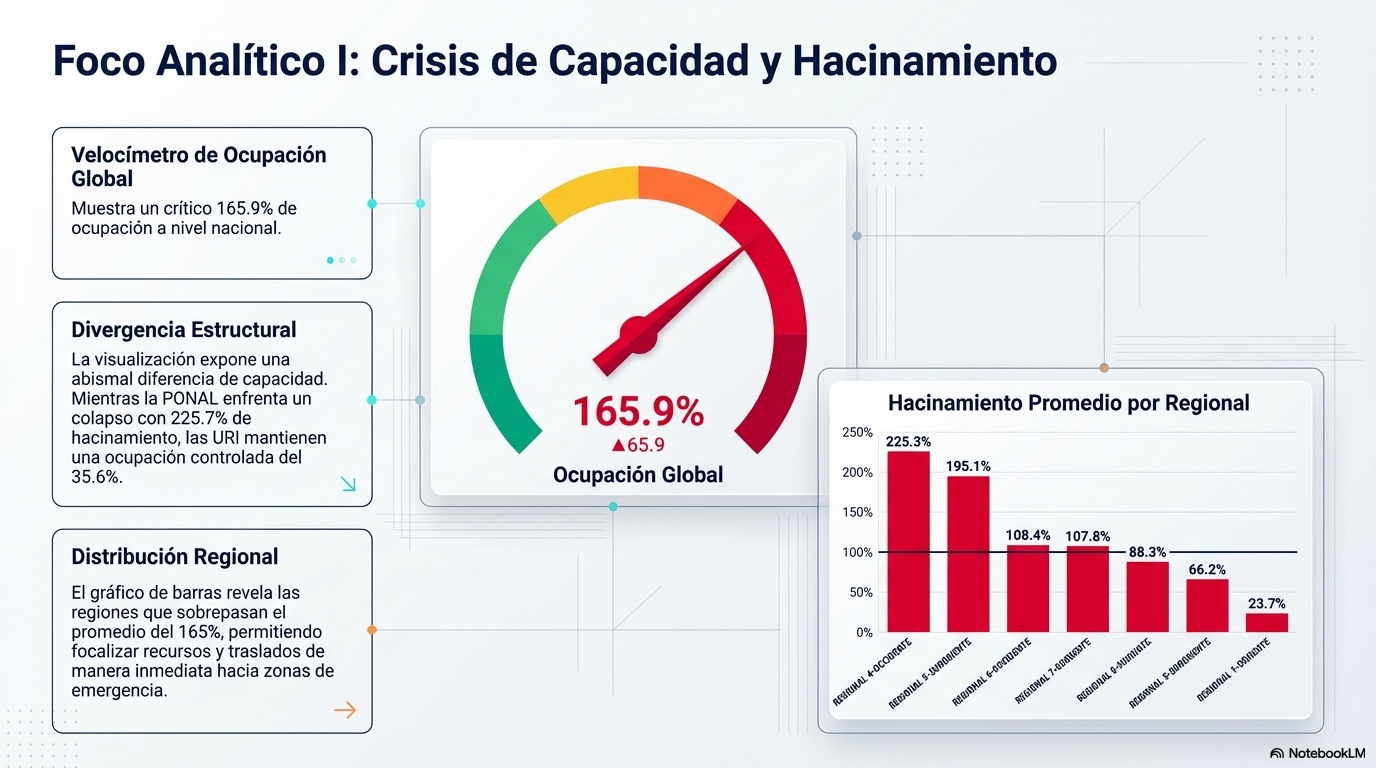 Foco Analítico I: Crisis de Capacidad y Hacinamiento
Velocímetro de Ocupación
Global
Muestra un crítico 165.9% de
ocupación a nivel nacional.
Divergencia Estructural
La visualización expone una
abismal diferencia de capacidad.
Mientras la PONAL enfrenta un
colapso con 225.7% de
hacinamiento, las URI mantienen
una ocupación controlada del
35.6%.
Distribución Regional
El gráfico de barras revela las
regiones que sobrepasan el
promedio del 165%, permitiendo
focalizar recursos y traslados de
manera inmediata hacia zonas de
emergencia.
165.9%
▲65.9
Ocupación Global
Hacinamiento Promedio por Regional
250%
200%
150%
100%
50%
0%
225.3%
195.1%
108.4%
107.8%
88.3%
66.2%
23.7%
NotebookLM